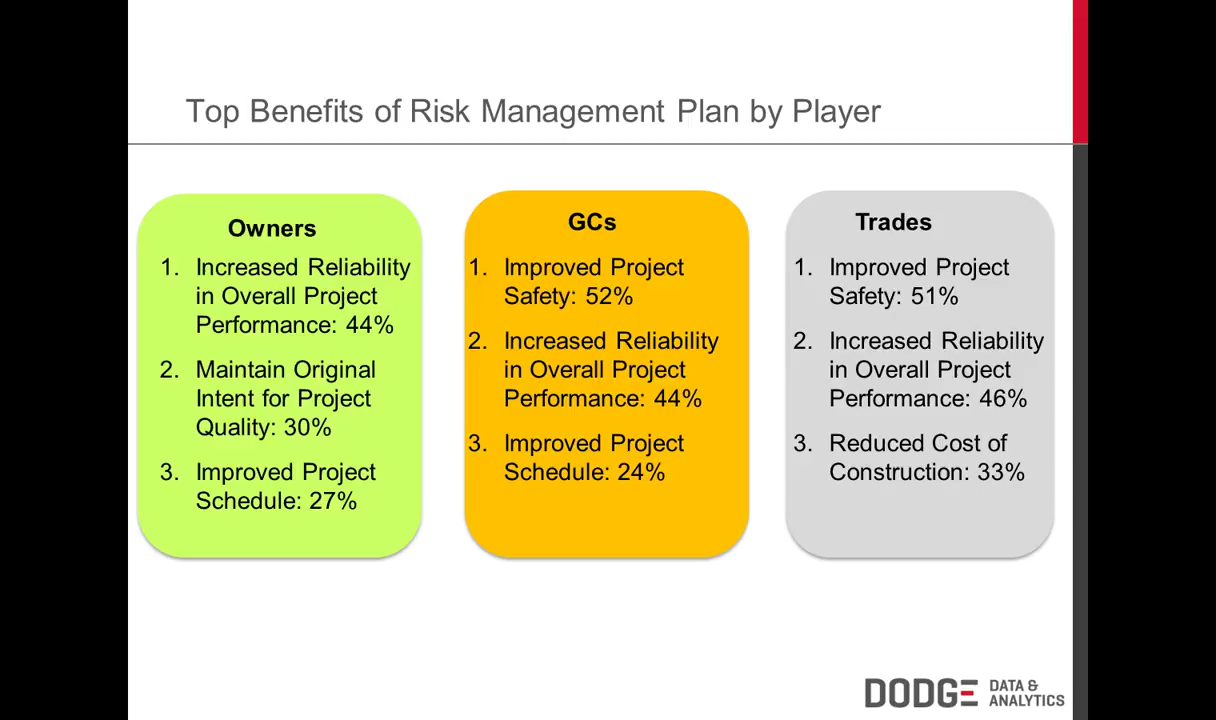 Top Benefits of Risk Management Plan by Player
Owners
1. Increased Reliability
in Overall Project
Performance: 44%
2. Maintain Original
Intent for Project
Quality: 30%
3. Improved Project
Schedule: 27%
GCs
1. Improved Project
Safety: 52%
2. Increased Reliability
in Overall Project
Performance: 44%
3. Improved Project
Schedule: 24%
Trades
1. Improved Project
Safety: 51%
2. Increased Reliability
in Overall Project
Performance: 46%
3. Reduced Cost of
Construction: 33%
DODGE DATA &
ANALYTICS